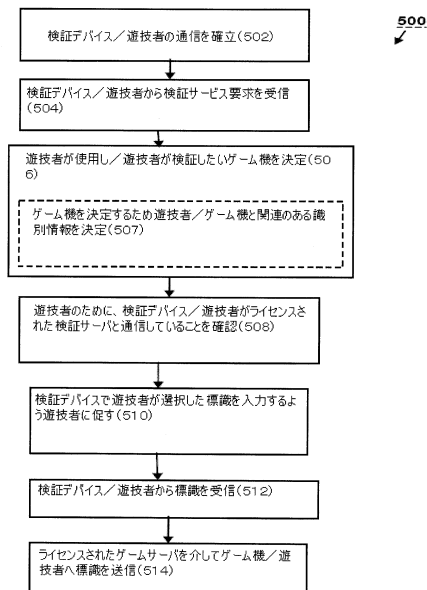 500
検証デバイス／遊技者の通信を確立(502)
検証デバイス／遊技者から検証サービス要求を受信
(504)
遊技者が使用し／遊技者が検証したいゲーム機を決定(50
6)
ゲーム機を決定するため遊技者／ゲーム機と関連のある識
別情報を決定(507)
遊技者のために、検証デバイス／遊技者がライセンスさ
れた検証サーバと通信していることを確認(508)
検証デバイスで遊技者が選択した標識を入力するよ
う遊技者に促す(510)
検証デバイス／遊技者から標識を受信(512)
ライセンスされたゲームサーバを介してゲーム機／遊
技者へ標識を送信(514)